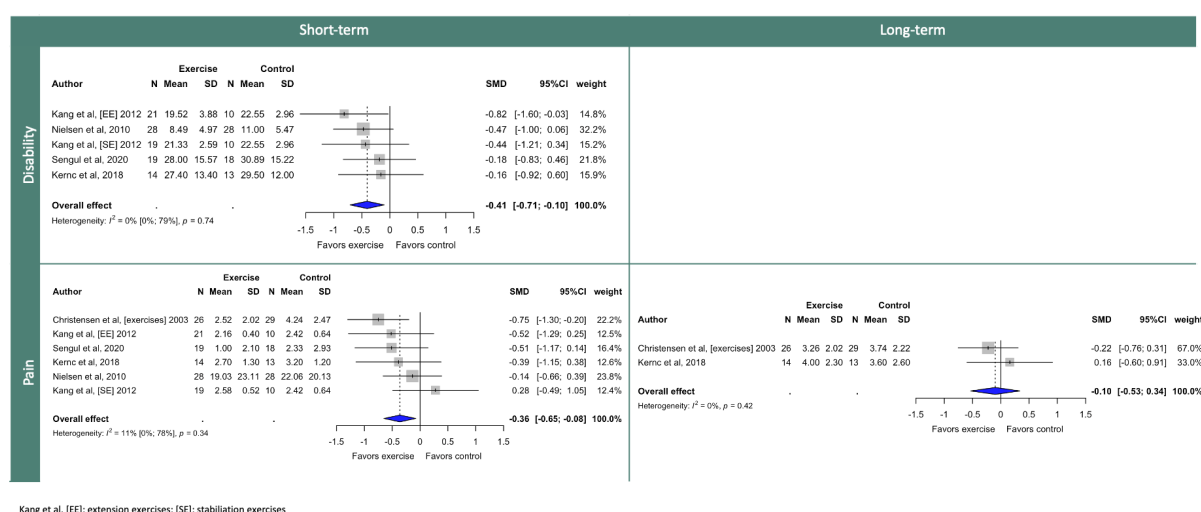 Short-term Long-term
Disability
Exercise Control
Author N Mean SD N Mean SD SMD 95%CI weight
Kang et al, [EE] 2012 21 19.52 3.88 10 22.55 2.96 -0.82 [-1.60; -0.03] 14.8%
Nielsen et al, 2010 28 8.49 4.97 28 11.00 5.47 -0.47 [-1.00; 0.06] 32.2%
Kang et al, [SE] 2012 19 21.33 2.59 10 22.55 2.96 -0.44 [-1.21; 0.34] 15.2%
Sengul et al, 2020 19 28.00 15.57 18 30.89 15.22 -0.18 [-0.83; 0.46] 21.8%
Kernc et al, 2018 14 27.40 13.40 13 29.50 12.00 -0.16 [-0.92; 0.60] 15.9%
Overall effect . . -0.41 [-0.71; -0.10] 100.0%
Heterogeneity: I² = 0% [0%; 79%], p = 0.74
-1.5 -1 -0.5 0 0.5 1 1.5
Favors exercise Favors control
Pain
Exercise Control
Author N Mean SD N Mean SD SMD 95%CI weight
Christensen et al, [exercises] 2003 26 2.52 2.02 29 4.24 2.47 -0.75 [-1.30; -0.20] 22.2%
Kang et al, [EE] 2012 21 2.16 0.40 10 2.42 0.64 -0.52 [-1.29; 0.25] 12.5%
Sengul et al, 2020 19 1.00 2.10 18 2.33 2.93 -0.51 [-1.17; 0.14] 16.4%
Kernc et al, 2018 14 2.70 1.30 13 3.20 1.20 -0.39 [-1.15; 0.38] 12.6%
Nielsen et al, 2010 28 19.03 23.11 28 22.06 20.13 -0.14 [-0.66; 0.39] 23.8%
Kang et al, [SE] 2012 19 2.58 0.52 10 2.42 0.64 0.28 [-0.49; 1.05] 12.4%
Overall effect . . -0.36 [-0.65; -0.08] 100.0%
Heterogeneity: I² = 11% [0%; 78%], p = 0.34
-1.5 -1 -0.5 0 0.5 1 1.5
Favors exercise Favors control
Exercise Control
Author N Mean SD N Mean SD SMD 95%CI weight
Christensen et al, [exercises] 2003 26 3.26 2.02 29 3.74 2.22 -0.22 [-0.76; 0.31] 67.0%
Kernc et al, 2018 14 4.00 2.30 13 3.60 2.60 0.16 [-0.60; 0.91] 33.0%
Overall effect . . -0.10 [-0.53; 0.34] 100.0%
Heterogeneity: I² = 0%, p = 0.42
-1.5 -1 -0.5 0 0.5 1 1.5
Favors exercise Favors control
Kang et al, [EE]: extension exercises; [SE]: stabiliation exercises